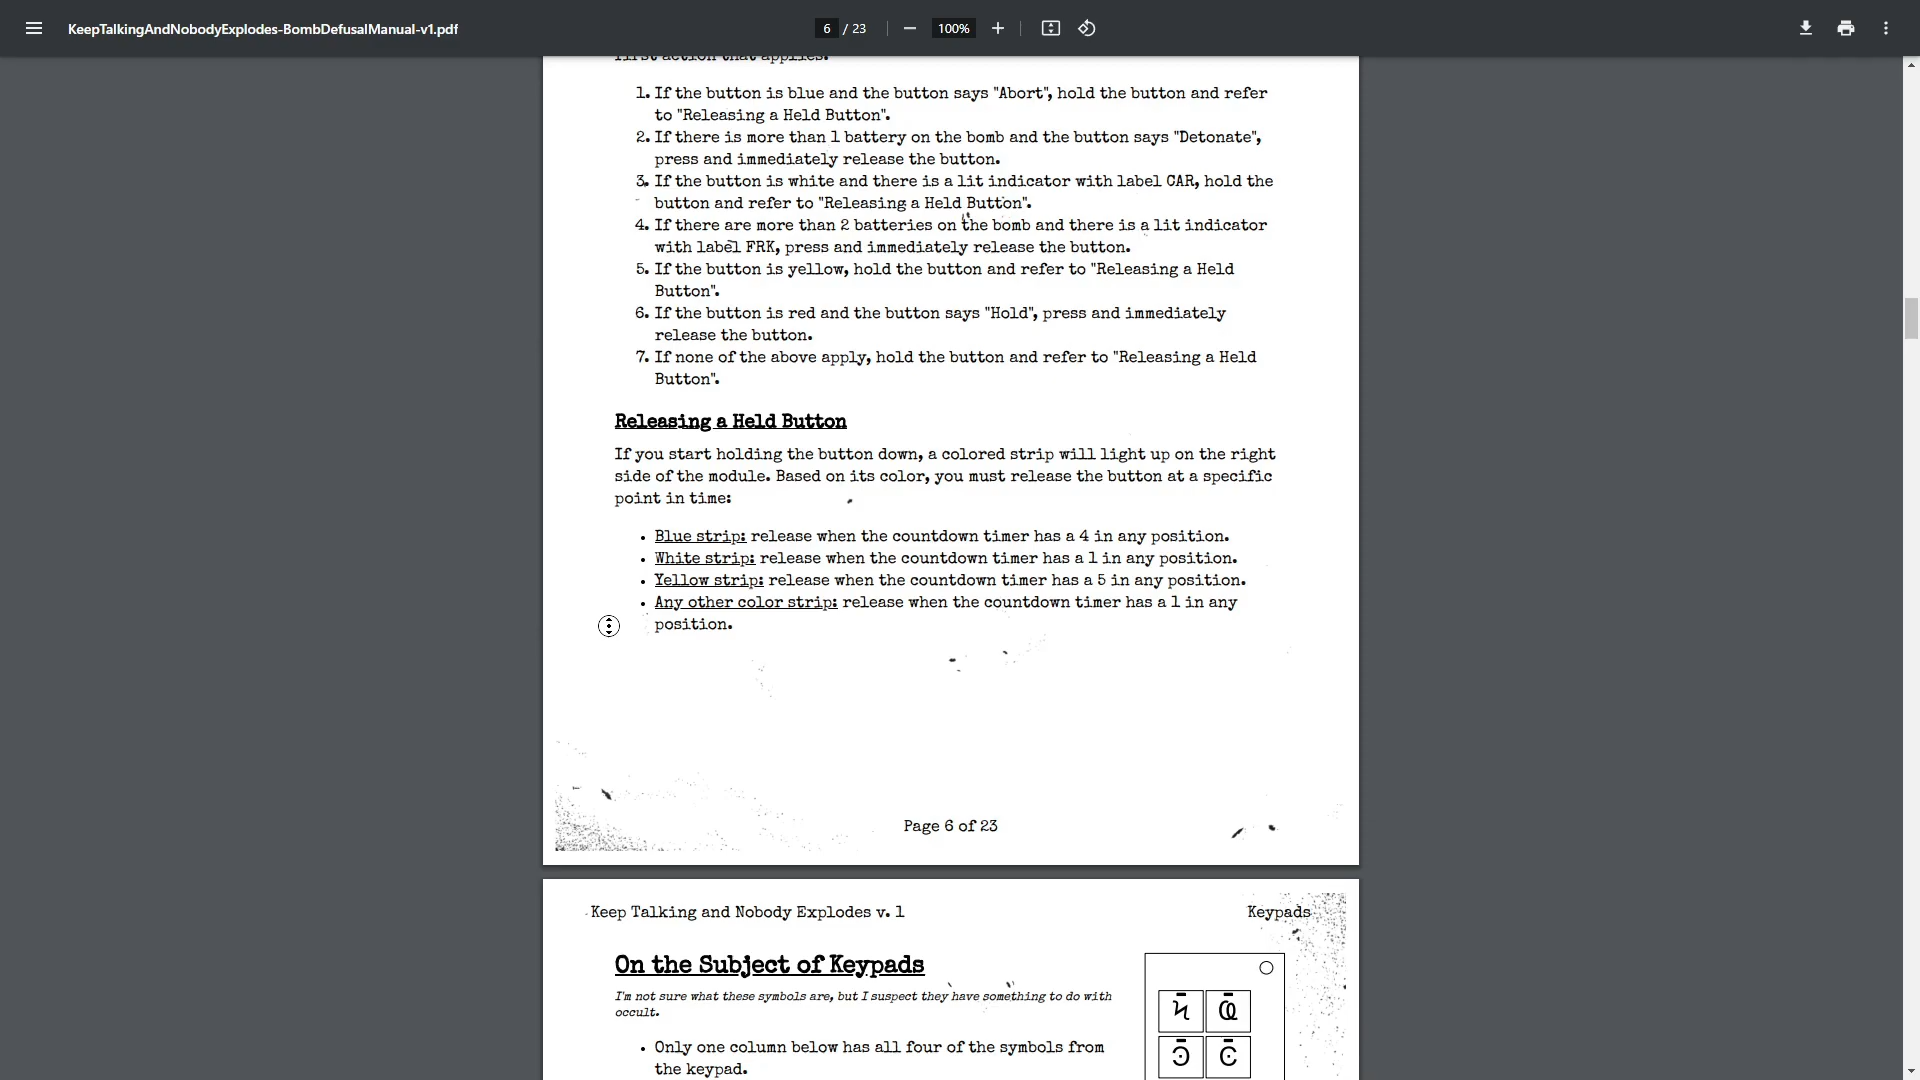 KeepTalkingAndNobodyExplodes-BombDefusalManual-v1.pdf
6 / 23
100%
first action that applies.
1. If the button is blue and the button says "Abort", hold the button and refer
to "Releasing a Held Button".
2. If there is more than 1 battery on the bomb and the button says "Detonate",
press and immediately release the button.
3. If the button is white and there is a lit indicator with label CAR, hold the
button and refer to "Releasing a Held Button".
4. If there are more than 2 batteries on the bomb and there is a lit indicator
with label FRK, press and immediately release the button.
5. If the button is yellow, hold the button and refer to "Releasing a Held
Button".
6. If the button is red and the button says "Hold", press and immediately
release the button.
7. If none of the above apply, hold the button and refer to "Releasing a Held
Button".
Releasing a Held Button
If you start holding the button down, a colored strip will light up on the right
side of the module. Based on its color, you must release the button at a specific
point in time:
• Blue strip: release when the countdown timer has a 4 in any position.
• White strip: release when the countdown timer has a 1 in any position.
• Yellow strip: release when the countdown timer has a 5 in any position.
• Any other color strip: release when the countdown timer has a 1 in any
position.
Page 6 of 23
Keep Talking and Nobody Explodes v. 1
Keypads
On the Subject of Keypads
I'm not sure what these symbols are, but I suspect they have something to do with
occult.
• Only one column below has all four of the symbols from
the keypad.